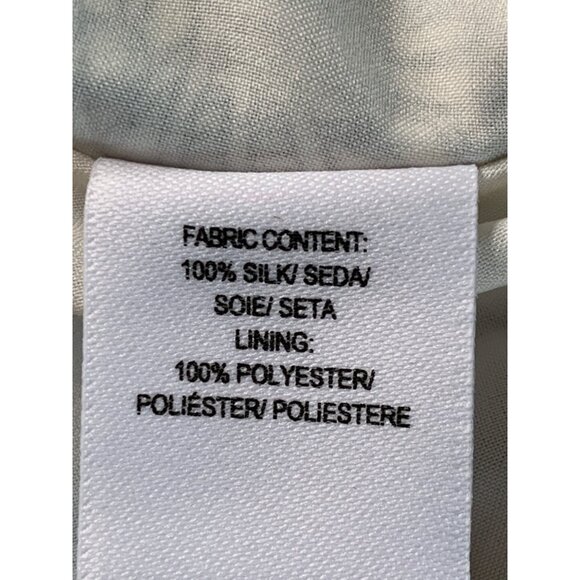 FABRIC CONTENT:
100% SILK/ SEDA/
SOIE/ SETA
LINING:
100% POLYESTER/
POLIÉSTER/ POLIESTERE